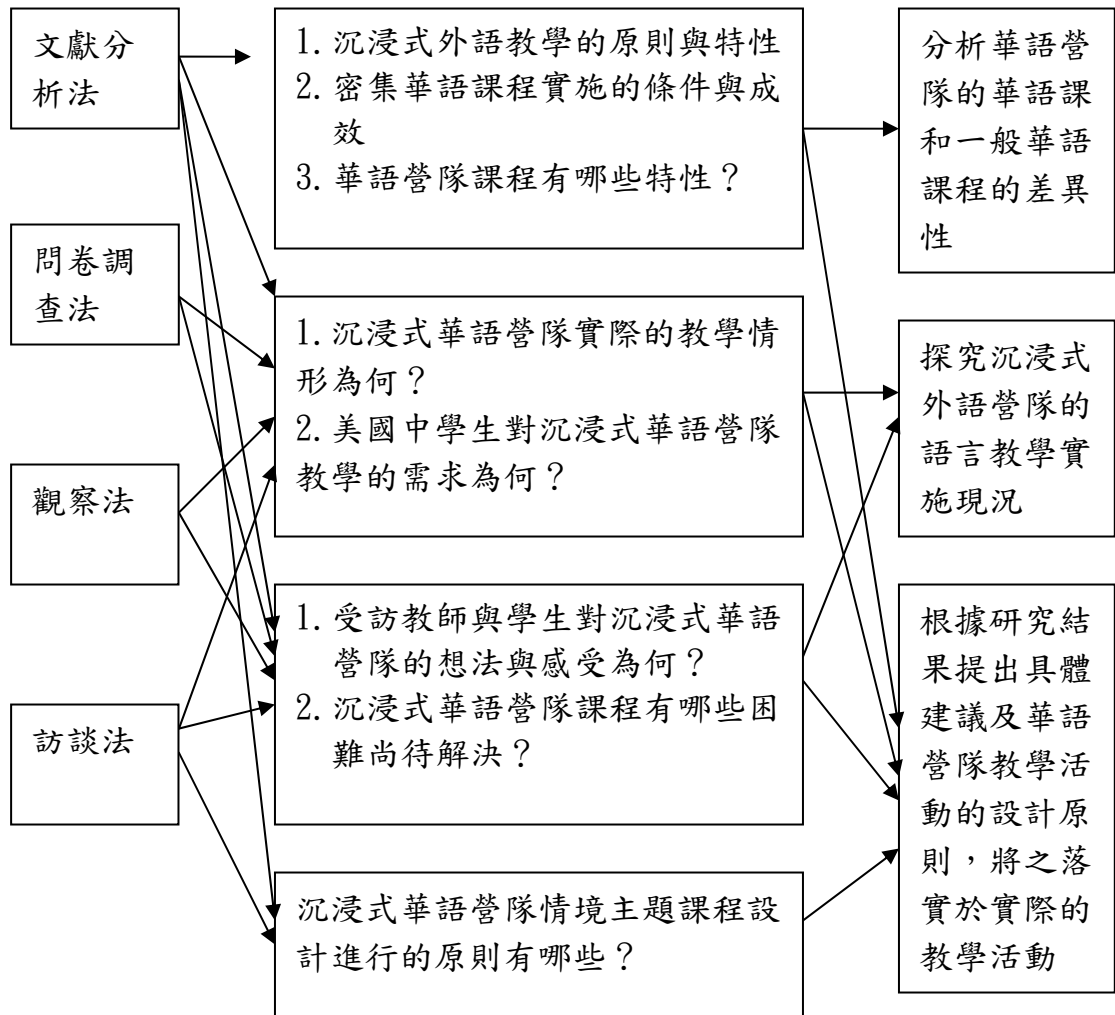 文獻分
析法
問卷調
查法
觀察法
訪談法
1. 沉浸式外語教學的原則與特性
2. 密集華語課程實施的條件與成
效
3. 華語營隊課程有哪些特性？
1. 沉浸式華語營隊實際的教學情
形為何？
2. 美國中學生對沉浸式華語營隊
教學的需求為何？
1. 受訪教師與學生對沉浸式華語
營隊的想法與感受為何？
2. 沉浸式華語營隊課程有哪些困
難尚待解決？
沉浸式華語營隊情境主題課程設
計進行的原則有哪些？
分析華語營
隊的華語課
和一般華語
課程的差異
性
探究沉浸式
外語營隊的
語言教學實
施現況
根據研究結
果提出具體
建議及華語
營隊教學活
動的設計原
則，將之落
實於實際的
教學活動